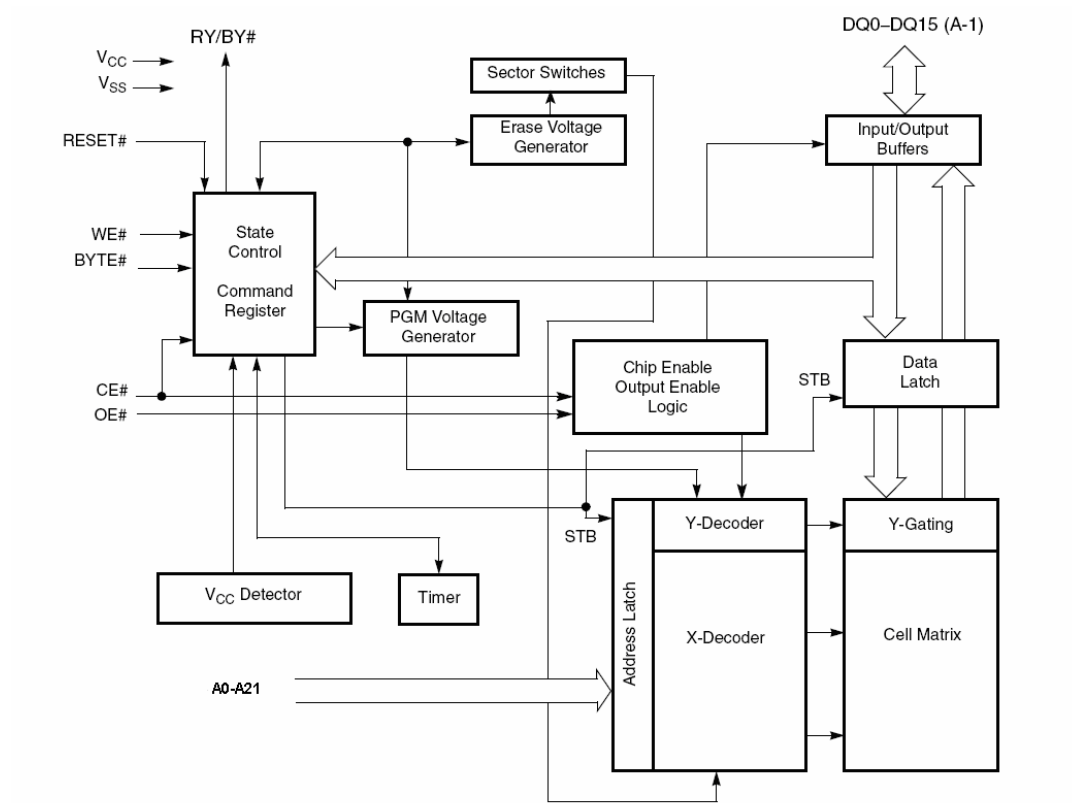 RY/BY#
DQ0–DQ15 (A-1)
VCC
VSS
Sector Switches
Erase Voltage
Generator
Input/Output
Buffers
RESET#
WE#
BYTE#
State
Control
Command
Register
PGM Voltage
Generator
Chip Enable
Output Enable
Logic
Data
Latch
STB
CE#
OE#
STB
Y-Decoder
Y-Gating
VCC Detector
Timer
Address Latch
X-Decoder
Cell Matrix
A0-A21